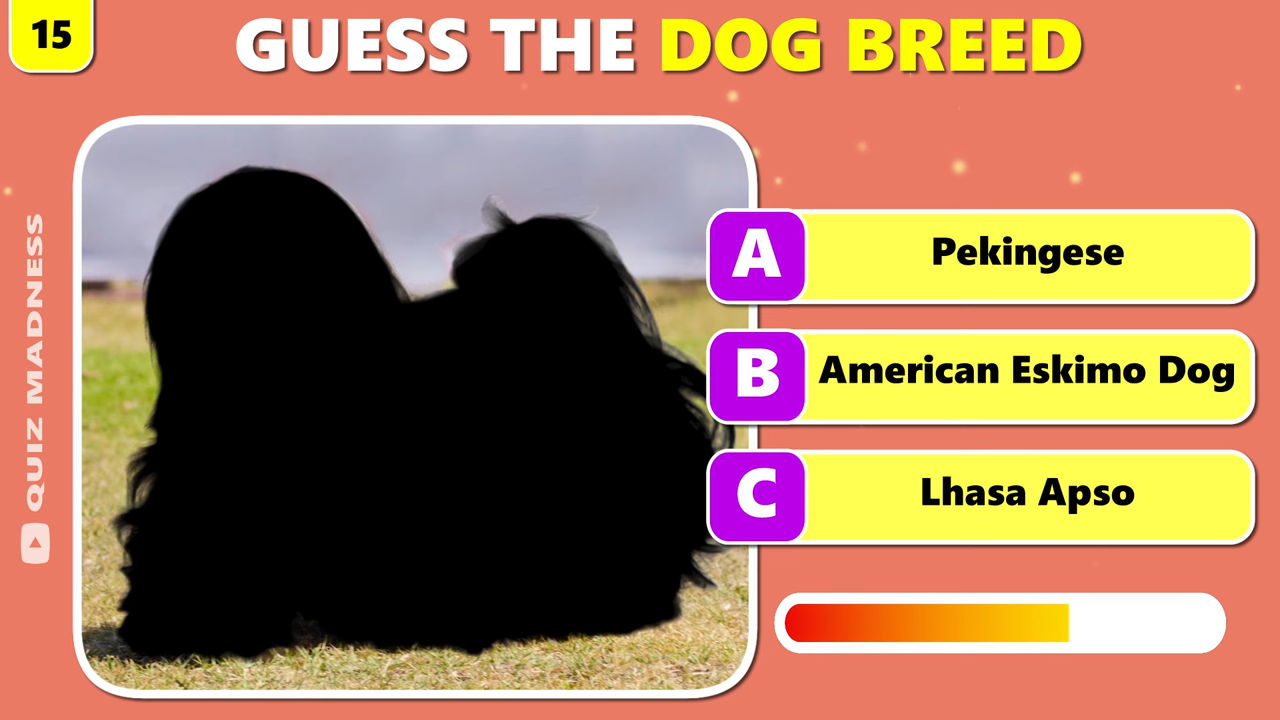 15
GUESS THE DOG BREED
A Pekingese
B American Eskimo Dog
C Lhasa Apso
QUIZ MADNESS